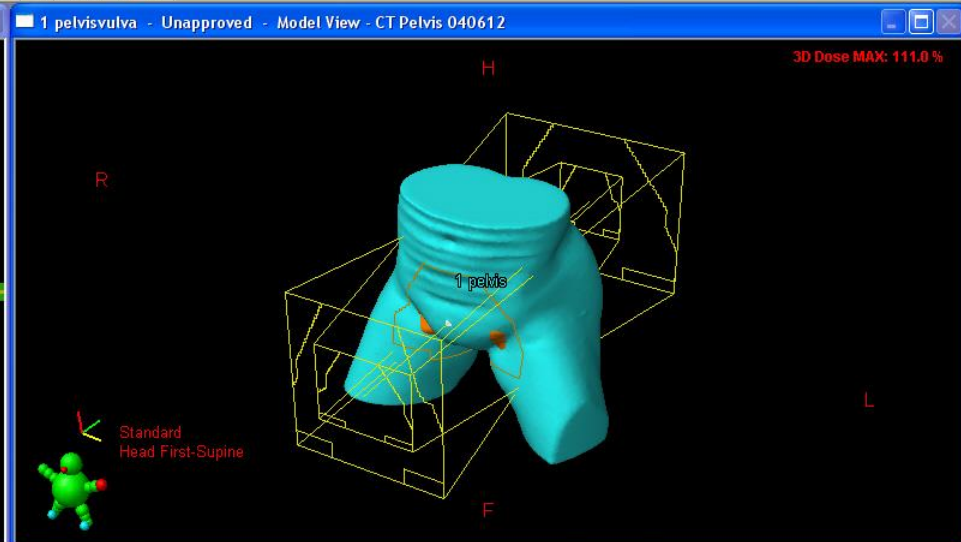 1 pelvisvulva - Unapproved - Model View - CT Pelvis 040612
3D Dose MAX: 111.0 %
H
R
1 pelvis
L
Standard
Head First-Supine
F